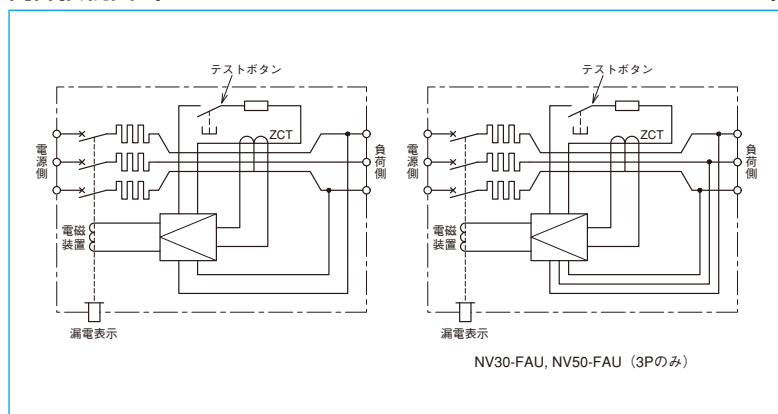 テストボタン
ZCT
電源側
負荷側
電磁
装置
漏電表示
テストボタン
ZCT
電源側
負荷側
電磁
装置
漏電表示
NV30-FAU, NV50-FAU（3Pのみ）